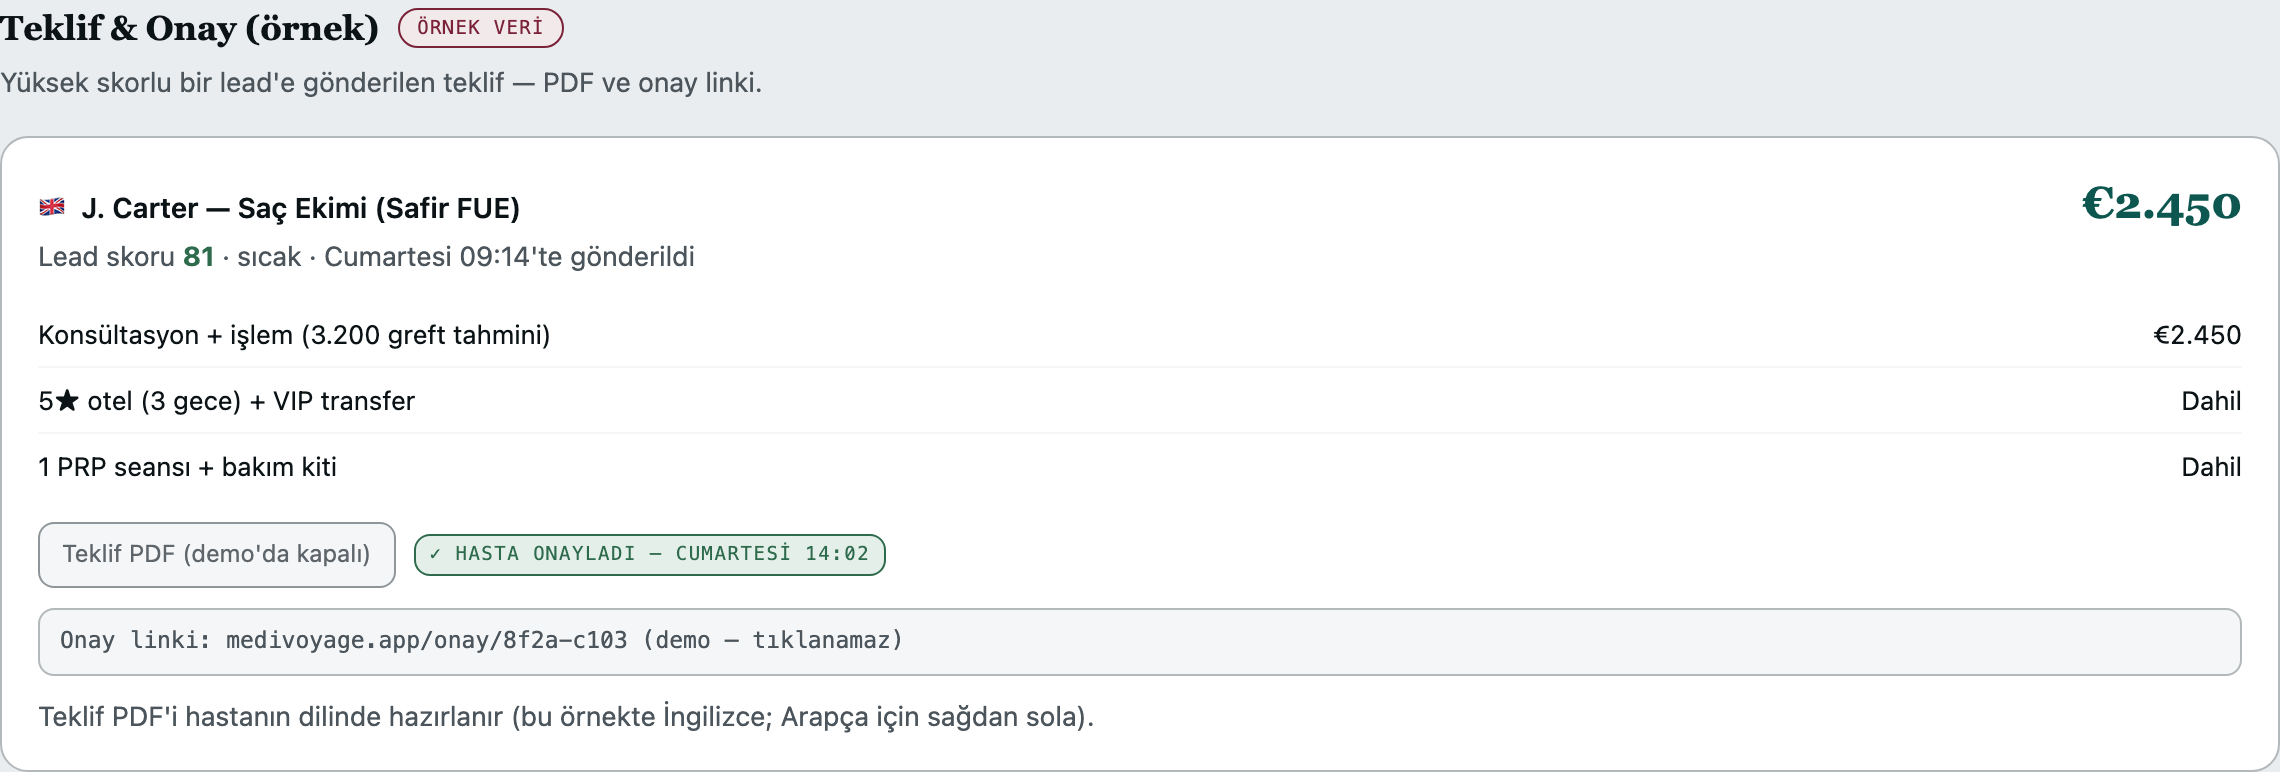 Teklif & Onay (örnek) ÖRNEK VERİ
Yüksek skorlu bir lead'e gönderilen teklif — PDF ve onay linki.
J. Carter — Saç Ekimi (Safir FUE) €2.450
Lead skoru 81 · sıcak · Cumartesi 09:14'te gönderildi
Konsültasyon + işlem (3.200 greft tahmini) €2.450
5★ otel (3 gece) + VIP transfer Dahil
1 PRP seansı + bakım kiti Dahil
Teklif PDF (demo'da kapalı) ✓ HASTA ONAYLADI — CUMARTESİ 14:02
Onay linki: medivoyage.app/onay/8f2a-c103 (demo — tıklanamaz)
Teklif PDF'i hastanın dilinde hazırlanır (bu örnekte İngilizce; Arapça için sağdan sola).